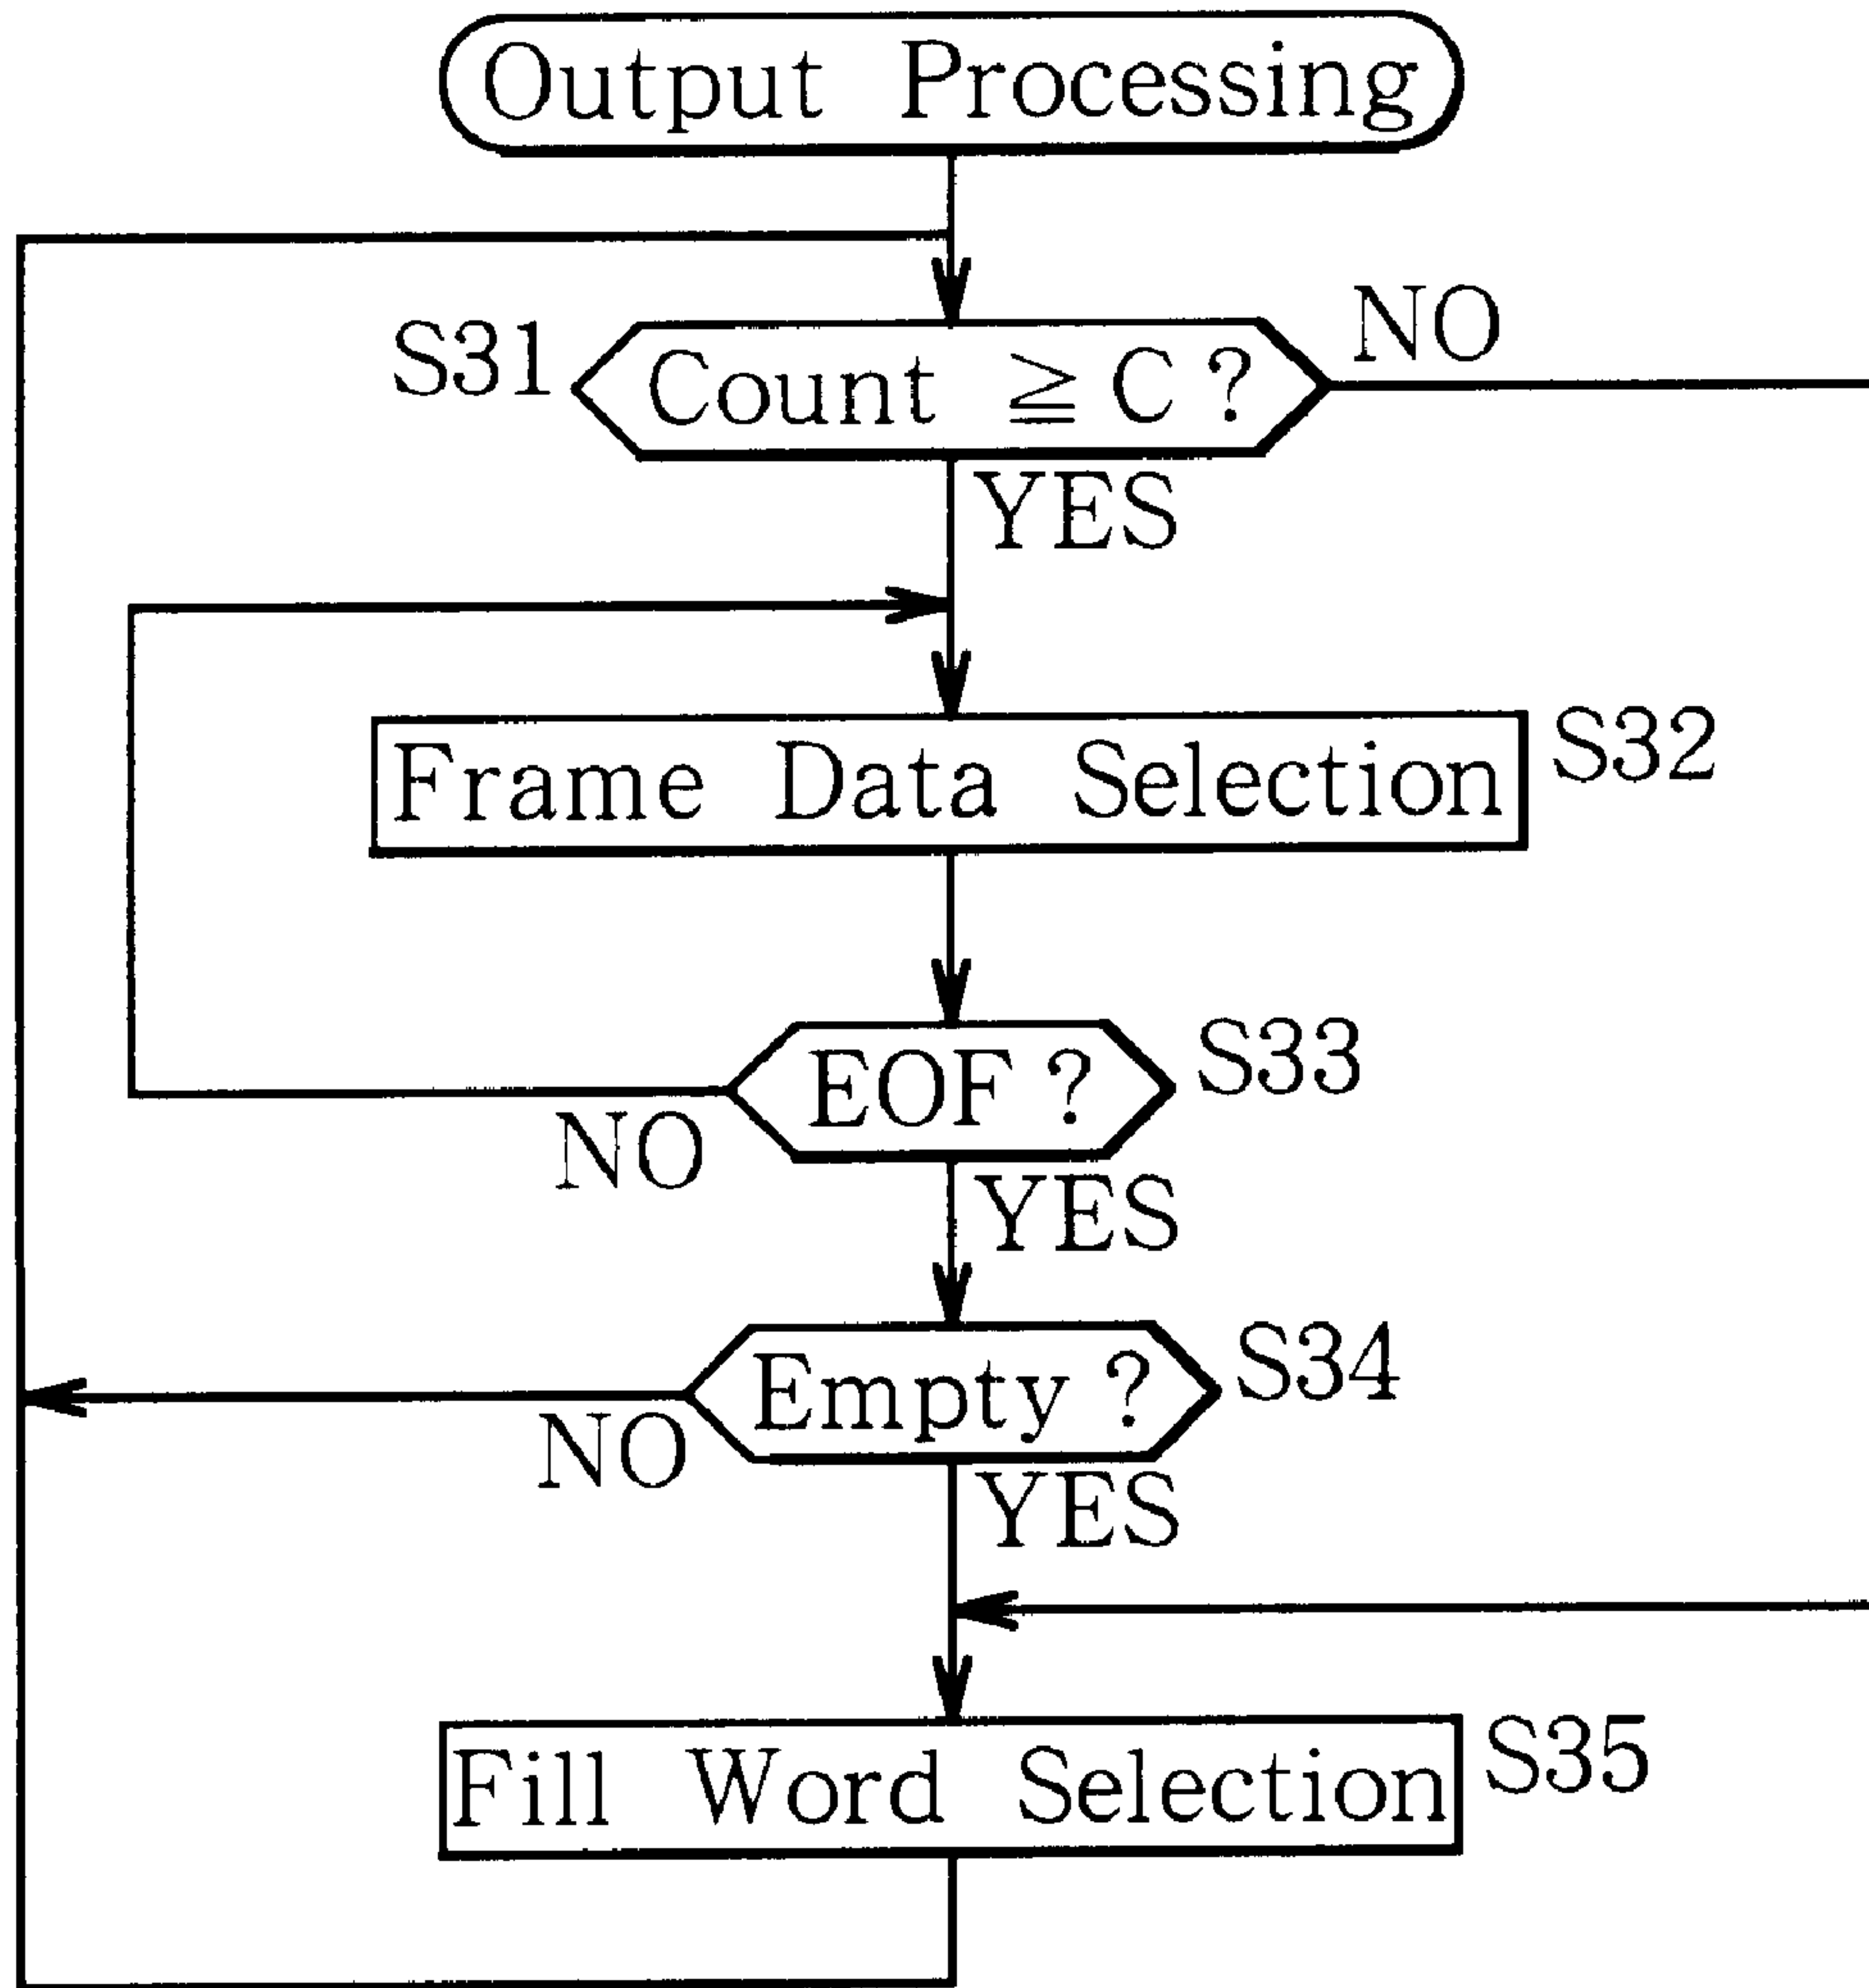 Output Processing
S31
Count ≧ C ?
NO
YES
Frame Data Selection
S32
EOF ?
S33
NO
YES
Empty ?
S34
NO
YES
Fill Word Selection
S35